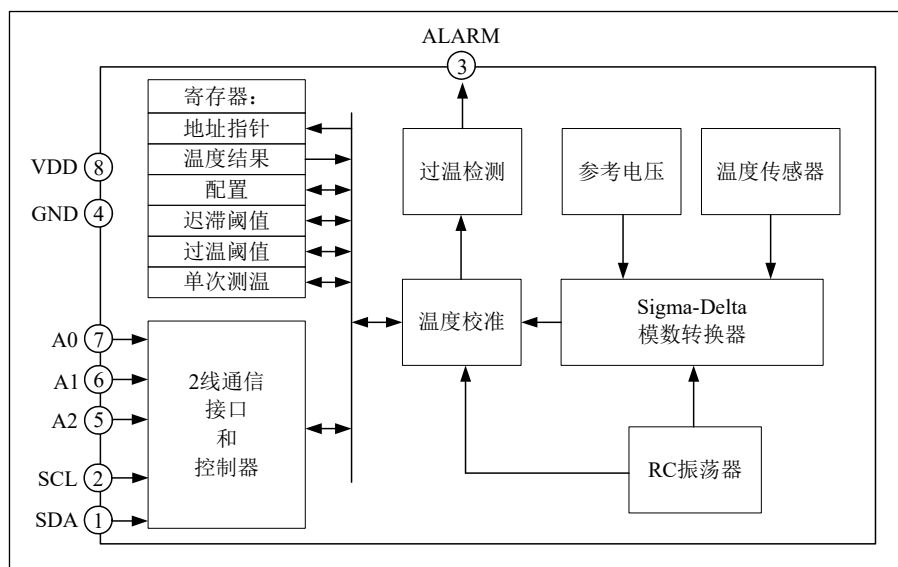 ALARM
3
寄存器：
地址指针
温度结果
配置
迟滞阈值
过温阈值
单次测温
VDD 8
GND 4
过温检测
参考电压
温度传感器
温度校准
Sigma-Delta
模数转换器
A0 7
A1 6
A2 5
SCL 2
SDA 1
2线通信
接口
和
控制器
RC振荡器